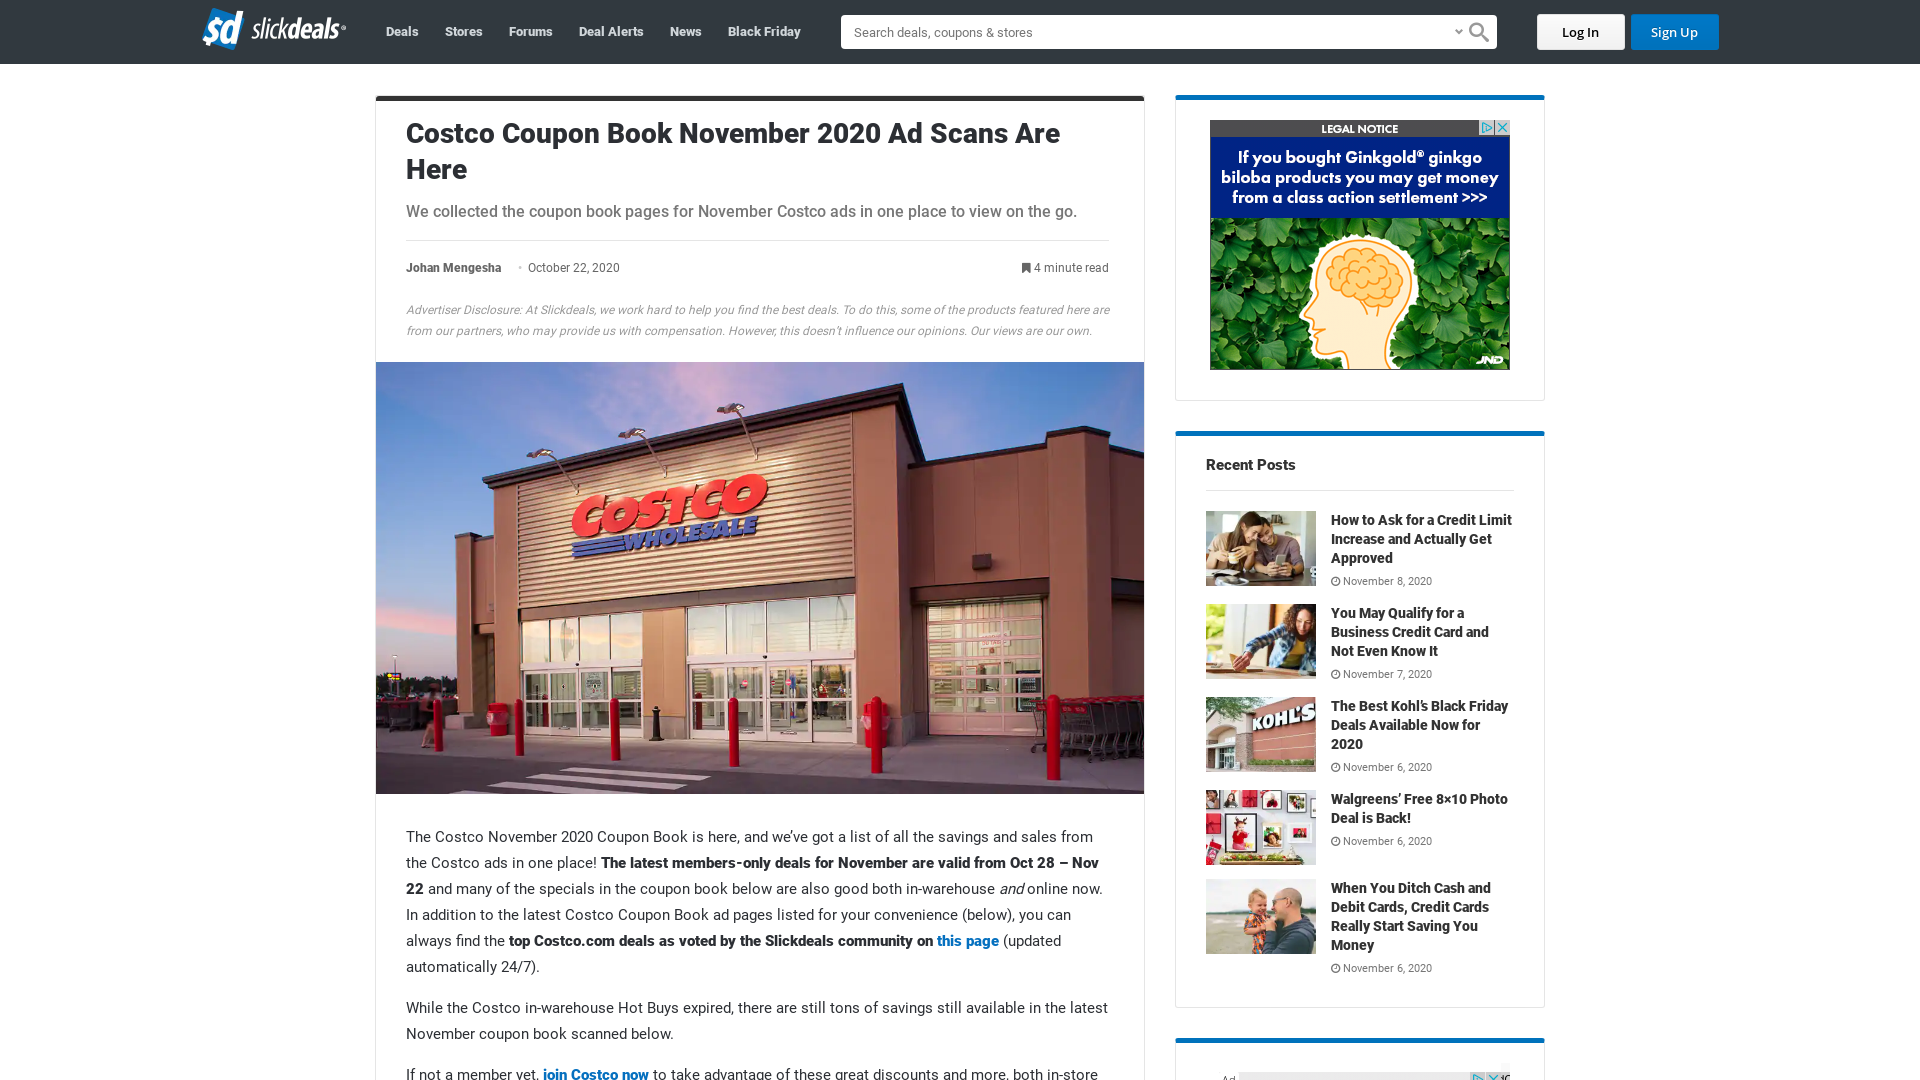 sd slickdeals
Deals
Stores
Forums
Deal Alerts
News
Black Friday
Search deals, coupons & stores
Log In
Sign Up
Costco Coupon Book November 2020 Ad Scans Are
Here
We collected the coupon book pages for November Costco ads in one place to view on the go.
Johan Mengesha
• October 22, 2020
4 minute read
Advertiser Disclosure: At Slickdeals, we work hard to help you find the best deals. To do this, some of the products featured here are
from our partners, who may provide us with compensation. However, this doesn't influence our opinions. Our views are our own.
COSTCO
WHOLESALE
The Costco November 2020 Coupon Book is here, and we’ve got a list of all the savings and sales from
the Costco ads in one place! The latest members-only deals for November are valid from Oct 28 – Nov
22 and many of the specials in the coupon book below are also good both in-warehouse and online now.
In addition to the latest Costco Coupon Book ad pages listed for your convenience (below), you can
always find the top Costco.com deals as voted by the Slickdeals community on this page (updated
automatically 24/7).
While the Costco in-warehouse Hot Buys expired, there are still tons of savings still available in the latest
November coupon book scanned below.
If not a member yet, join Costco now to take advantage of these great discounts and more, both in-store
LEGAL NOTICE
If you bought Ginkgold® ginkgo
biloba products you may get money
from a class action settlement >>>
JND
Recent Posts
How to Ask for a Credit Limit
Increase and Actually Get
Approved
November 8, 2020
You May Qualify for a
Business Credit Card and
Not Even Know It
November 7, 2020
KOHL'S
The Best Kohl’s Black Friday
Deals Available Now for
2020
November 6, 2020
Walgreens’ Free 8×10 Photo
Deal is Back!
November 6, 2020
When You Ditch Cash and
Debit Cards, Credit Cards
Really Start Saving You
Money
November 6, 2020
Ad